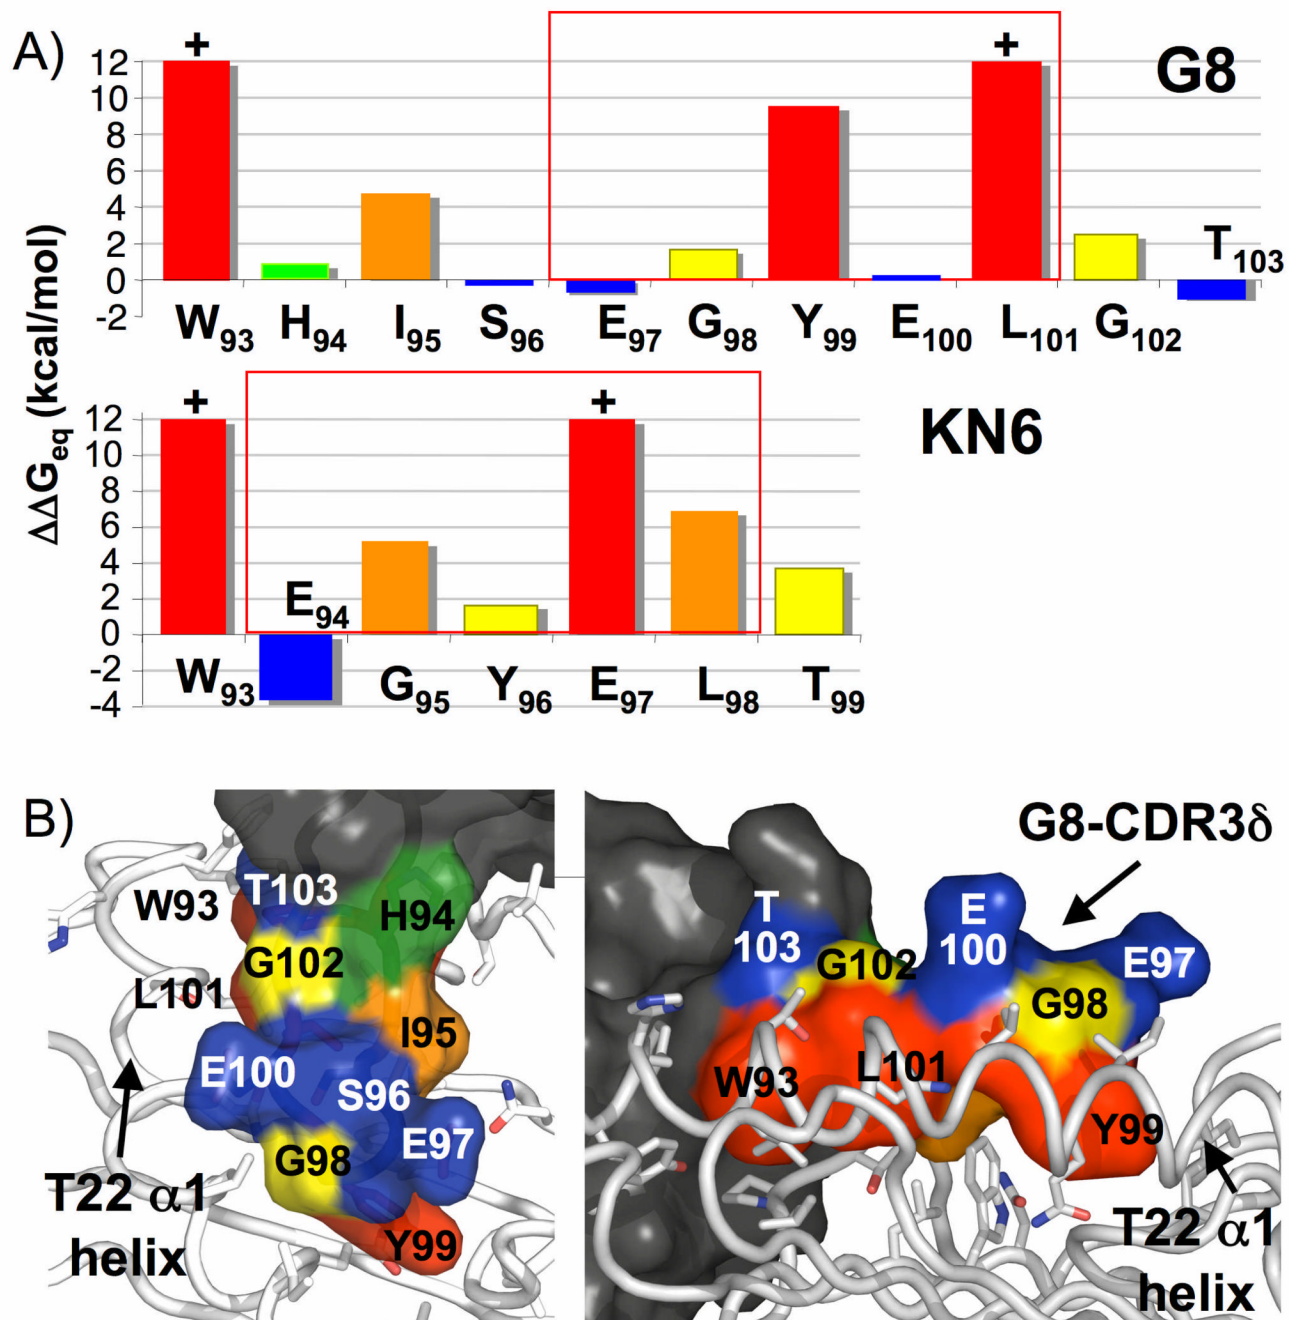 A)
G8
ΔΔG_eq (kcal/mol)
12
10
8
6
4
2
0
-2
+
+
T103
W93 H94 I95 S96 E97 G98 Y99 E100 L101 G102
KN6
12
10
8
6
4
2
0
-2
-4
+
+
E94
W93 G95 Y96 E97 L98 T99
B)
W93
T103
H94
G102
L101
I95
E100
S96
E97
G98
Y99
T22 α1
helix
G8-CDR3δ
T
103
E
100
G102
E97
G98
W93
L101
Y99
T22 α1
helix